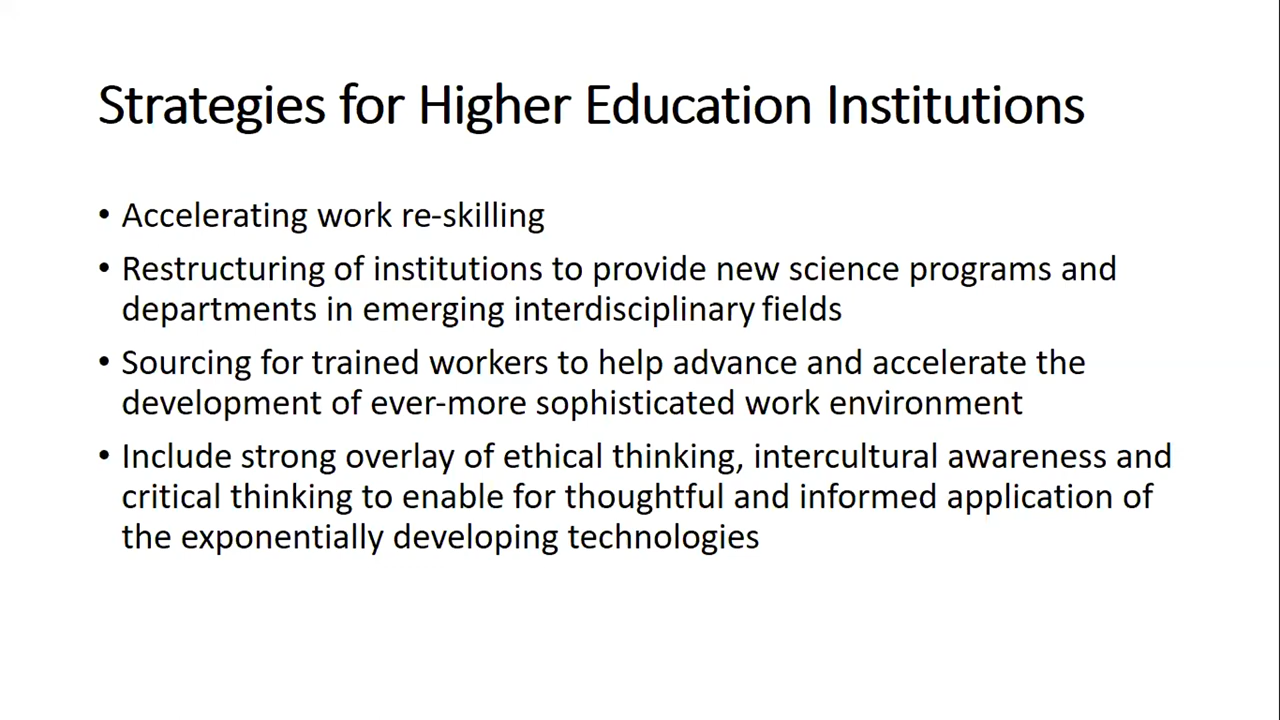 Strategies for Higher Education Institutions
• Accelerating work re-skilling
• Restructuring of institutions to provide new science programs and
departments in emerging interdisciplinary fields
• Sourcing for trained workers to help advance and accelerate the
development of ever-more sophisticated work environment
• Include strong overlay of ethical thinking, intercultural awareness and
critical thinking to enable for thoughtful and informed application of
the exponentially developing technologies